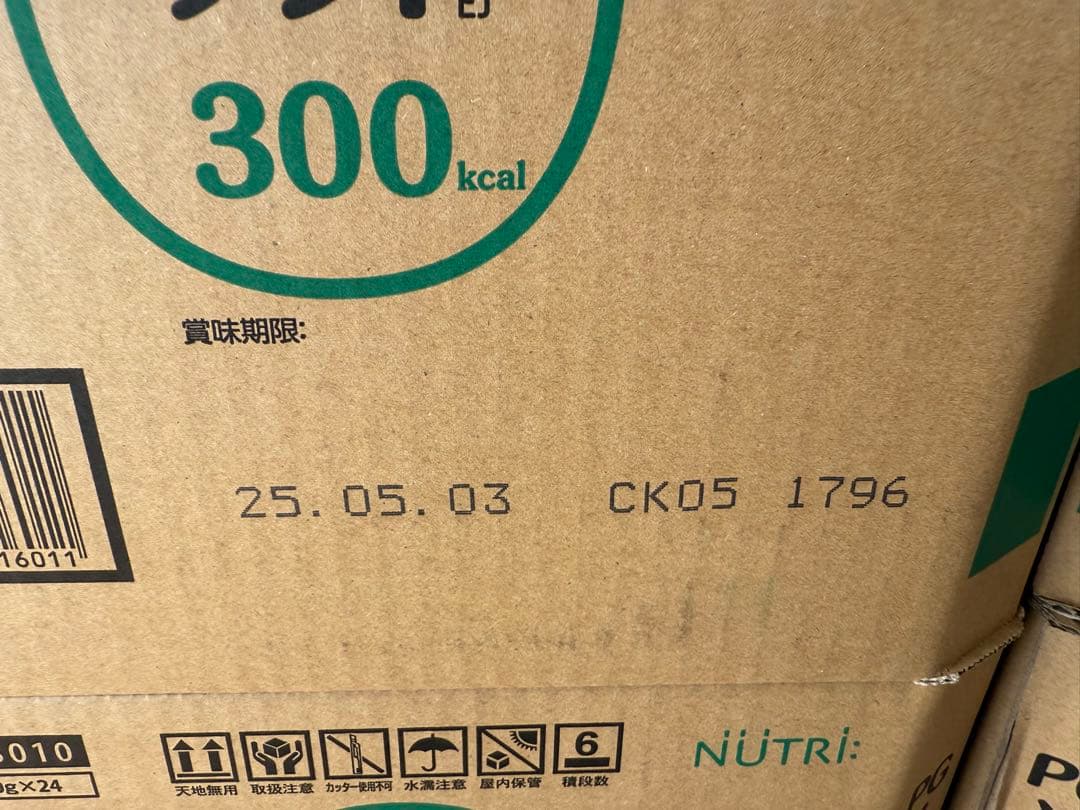 300kcal
賞味期限:
25.05.03 CK05 1796
16011
010
g×24
6
天地無用 取扱注意 カッター使用不可 水濡注意 屋内保管 積段数
NÜTRi:
PG
P